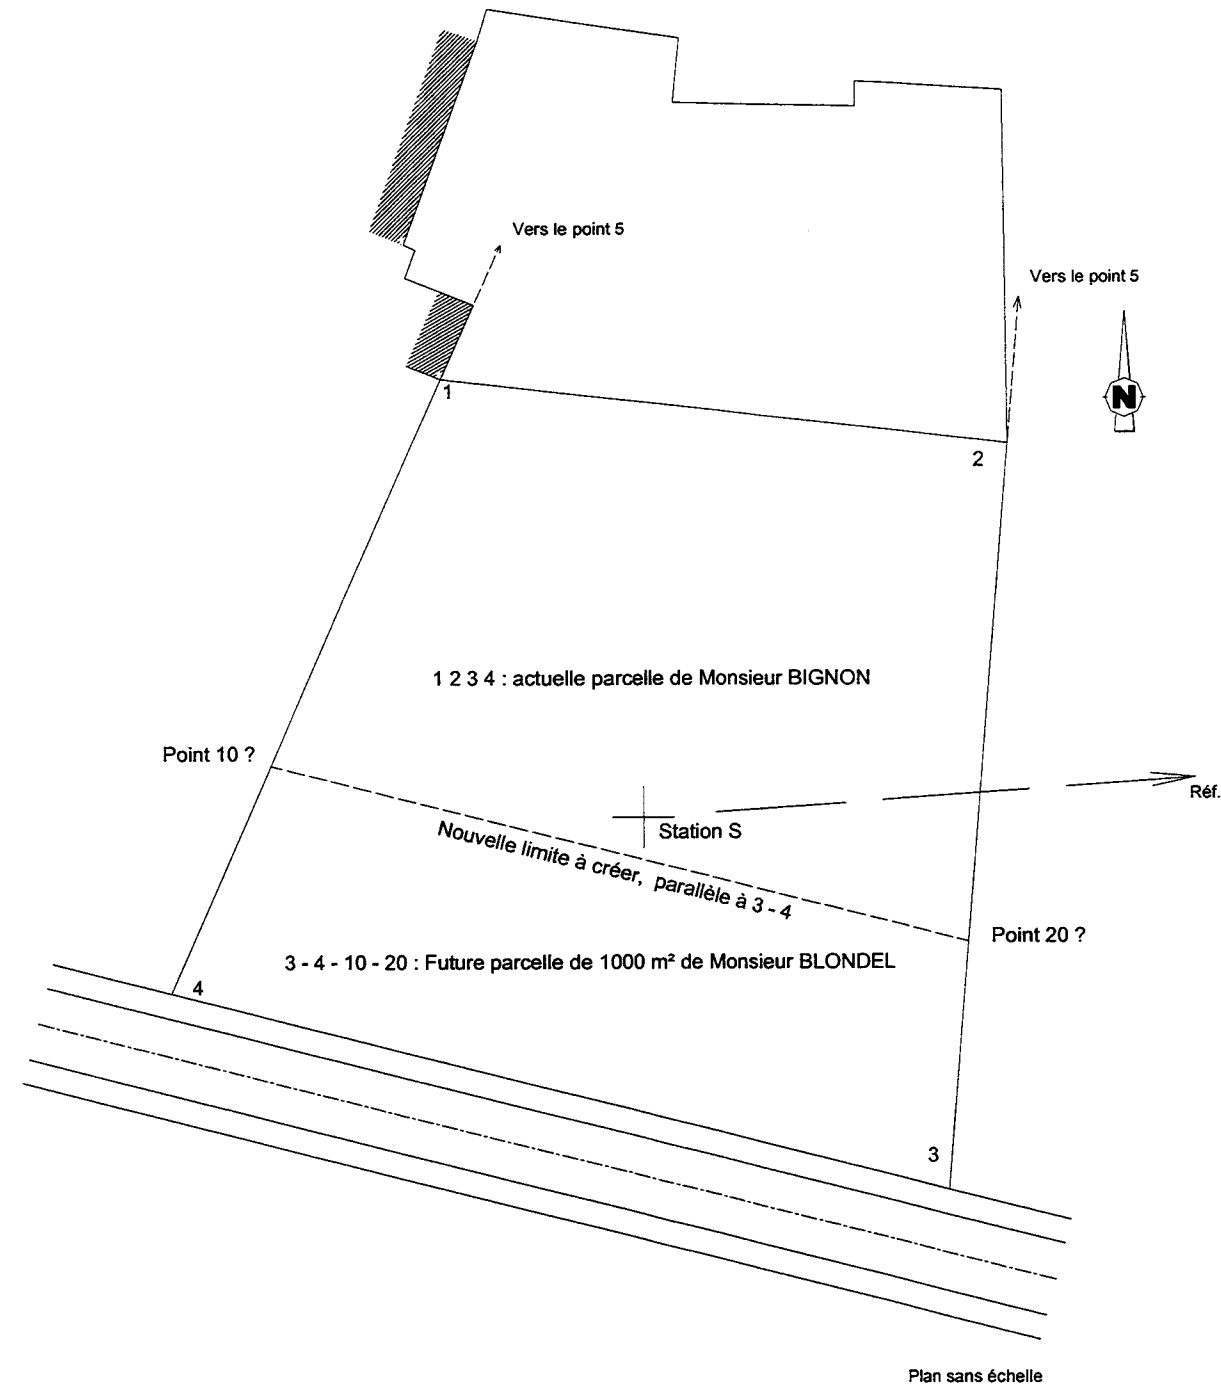 Vers le point 5
Vers le point 5
N
1
2
1 2 3 4 : actuelle parcelle de Monsieur BIGNON
Point 10 ?
Réf.
Station S
Nouvelle limite à créer, parallèle à 3 - 4
Point 20 ?
3 - 4 - 10 - 20 : Future parcelle de 1000 m² de Monsieur BLONDEL
4
3
Plan sans échelle